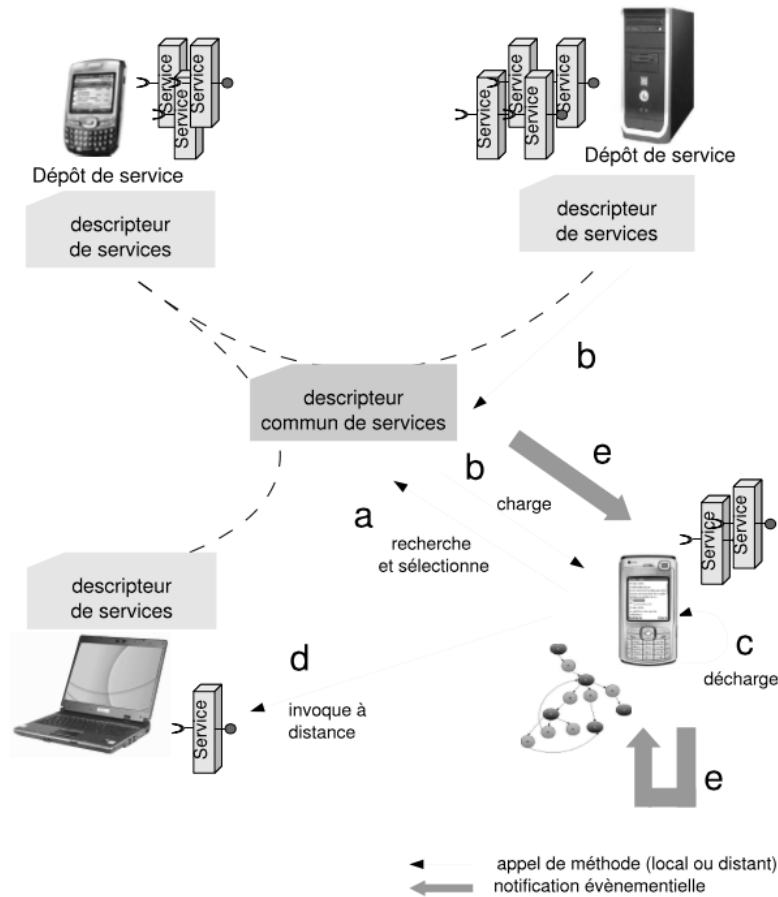 Service
Service
Service
Service
Service
Service
Service
Dépôt de service
Dépôt de service
descripteur
de services
descripteur
de services
b
descripteur
commun de services
e
b
charge
a
recherche
et sélectionne
Service
Service
descripteur
de services
d
invoque à
distance
Service
c
décharge
e
appel de méthode (local ou distant)
notification évènementielle